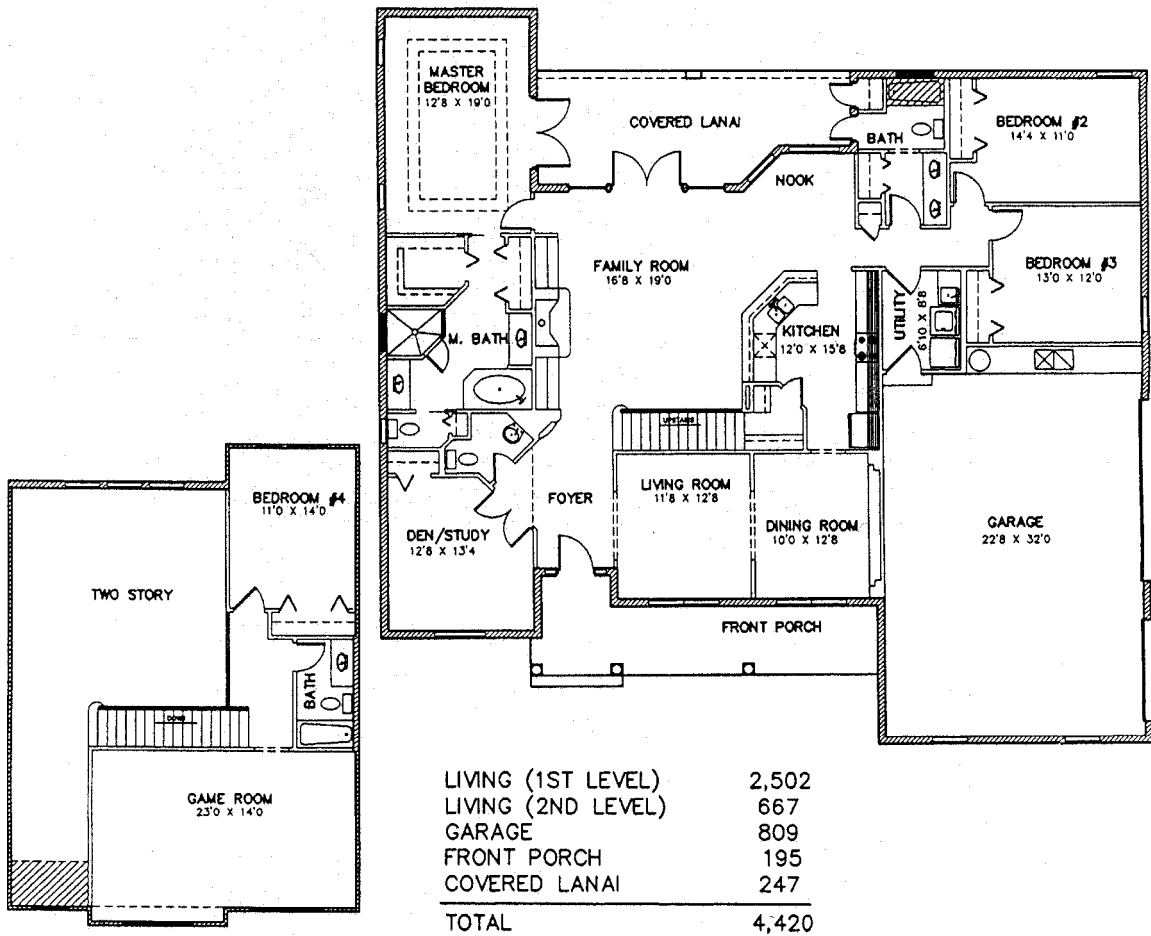 MASTER
BEDROOM
12'8 X 19'0
COVERED LANAI
BATH
BEDROOM #2
14'4 X 11'0
NOOK
FAMILY ROOM
16'8 X 19'0
BEDROOM #3
13'0 X 12'0
UTILITY
6'10 X 8'8
M. BATH
KITCHEN
12'0 X 15'8
UPSTAIRS
LIVING ROOM
11'8 X 12'8
FOYER
DEN/STUDY
12'8 X 13'4
DINING ROOM
10'0 X 12'8
GARAGE
22'8 X 32'0
FRONT PORCH
BEDROOM #4
11'0 X 14'0
TWO STORY
BATH
DOWN
GAME ROOM
23'0 X 14'0
LIVING (1ST LEVEL) 2,502
LIVING (2ND LEVEL) 667
GARAGE 809
FRONT PORCH 195
COVERED LANAI 247
TOTAL 4,420